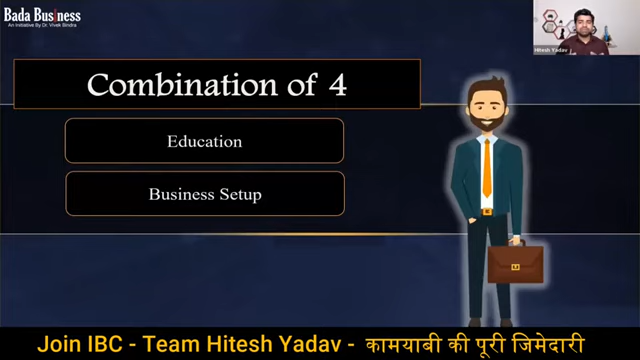 Bada Business
An Initiative By Dr. Vivek Bindra
Hitesh Yadav
Combination of 4
Education
Business Setup
Join IBC - Team Hitesh Yadav - कामयाबी की पूरी जिमेदारी